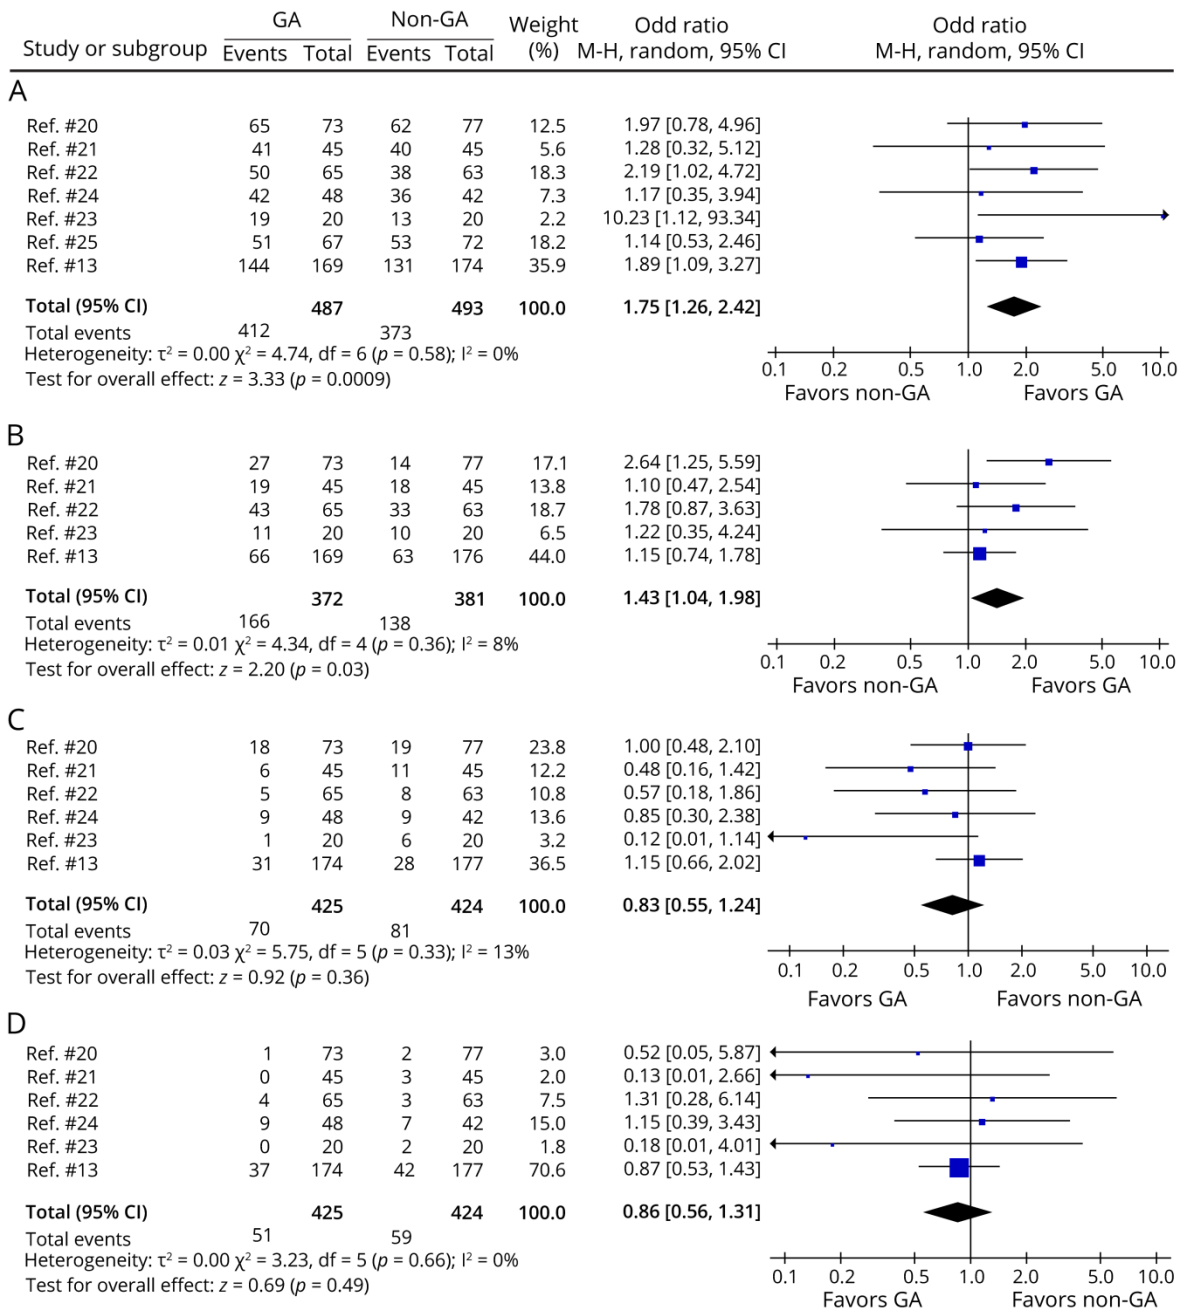 GA Non-GA Weight Odd ratio Odd ratio
Study or subgroup Events Total Events Total (%) M-H, random, 95% CI M-H, random, 95% CI
A
Ref. #20 65 73 62 77 12.5 1.97 [0.78, 4.96]
Ref. #21 41 45 40 45 5.6 1.28 [0.32, 5.12]
Ref. #22 50 65 38 63 18.3 2.19 [1.02, 4.72]
Ref. #24 42 48 36 42 7.3 1.17 [0.35, 3.94]
Ref. #23 19 20 13 20 2.2 10.23 [1.12, 93.34]
Ref. #25 51 67 53 72 18.2 1.14 [0.53, 2.46]
Ref. #13 144 169 131 174 35.9 1.89 [1.09, 3.27]
Total (95% CI) 487 493 100.0 1.75 [1.26, 2.42]
Total events 412 373
Heterogeneity: τ² = 0.00 χ² = 4.74, df = 6 (p = 0.58); I² = 0%
Test for overall effect: z = 3.33 (p = 0.0009)
0.1 0.2 0.5 1.0 2.0 5.0 10.0
Favors non-GA Favors GA
B
Ref. #20 27 73 14 77 17.1 2.64 [1.25, 5.59]
Ref. #21 19 45 18 45 13.8 1.10 [0.47, 2.54]
Ref. #22 43 65 33 63 18.7 1.78 [0.87, 3.63]
Ref. #23 11 20 10 20 6.5 1.22 [0.35, 4.24]
Ref. #13 66 169 63 176 44.0 1.15 [0.74, 1.78]
Total (95% CI) 372 381 100.0 1.43 [1.04, 1.98]
Total events 166 138
Heterogeneity: τ² = 0.01 χ² = 4.34, df = 4 (p = 0.36); I² = 8%
Test for overall effect: z = 2.20 (p = 0.03)
0.1 0.2 0.5 1.0 2.0 5.0 10.0
Favors non-GA Favors GA
C
Ref. #20 18 73 19 77 23.8 1.00 [0.48, 2.10]
Ref. #21 6 45 11 45 12.2 0.48 [0.16, 1.42]
Ref. #22 5 65 8 63 10.8 0.57 [0.18, 1.86]
Ref. #24 9 48 9 42 13.6 0.85 [0.30, 2.38]
Ref. #23 1 20 6 20 3.2 0.12 [0.01, 1.14]
Ref. #13 31 174 28 177 36.5 1.15 [0.66, 2.02]
Total (95% CI) 425 424 100.0 0.83 [0.55, 1.24]
Total events 70 81
Heterogeneity: τ² = 0.03 χ² = 5.75, df = 5 (p = 0.33); I² = 13%
Test for overall effect: z = 0.92 (p = 0.36)
0.1 0.2 0.5 1.0 2.0 5.0 10.0
Favors GA Favors non-GA
D
Ref. #20 1 73 2 77 3.0 0.52 [0.05, 5.87]
Ref. #21 0 45 3 45 2.0 0.13 [0.01, 2.66]
Ref. #22 4 65 3 63 7.5 1.31 [0.28, 6.14]
Ref. #24 9 48 7 42 15.0 1.15 [0.39, 3.43]
Ref. #23 0 20 2 20 1.8 0.18 [0.01, 4.01]
Ref. #13 37 174 42 177 70.6 0.87 [0.53, 1.43]
Total (95% CI) 425 424 100.0 0.86 [0.56, 1.31]
Total events 51 59
Heterogeneity: τ² = 0.00 χ² = 3.23, df = 5 (p = 0.66); I² = 0%
Test for overall effect: z = 0.69 (p = 0.49)
0.1 0.2 0.5 1.0 2.0 5.0 10.0
Favors GA Favors non-GA